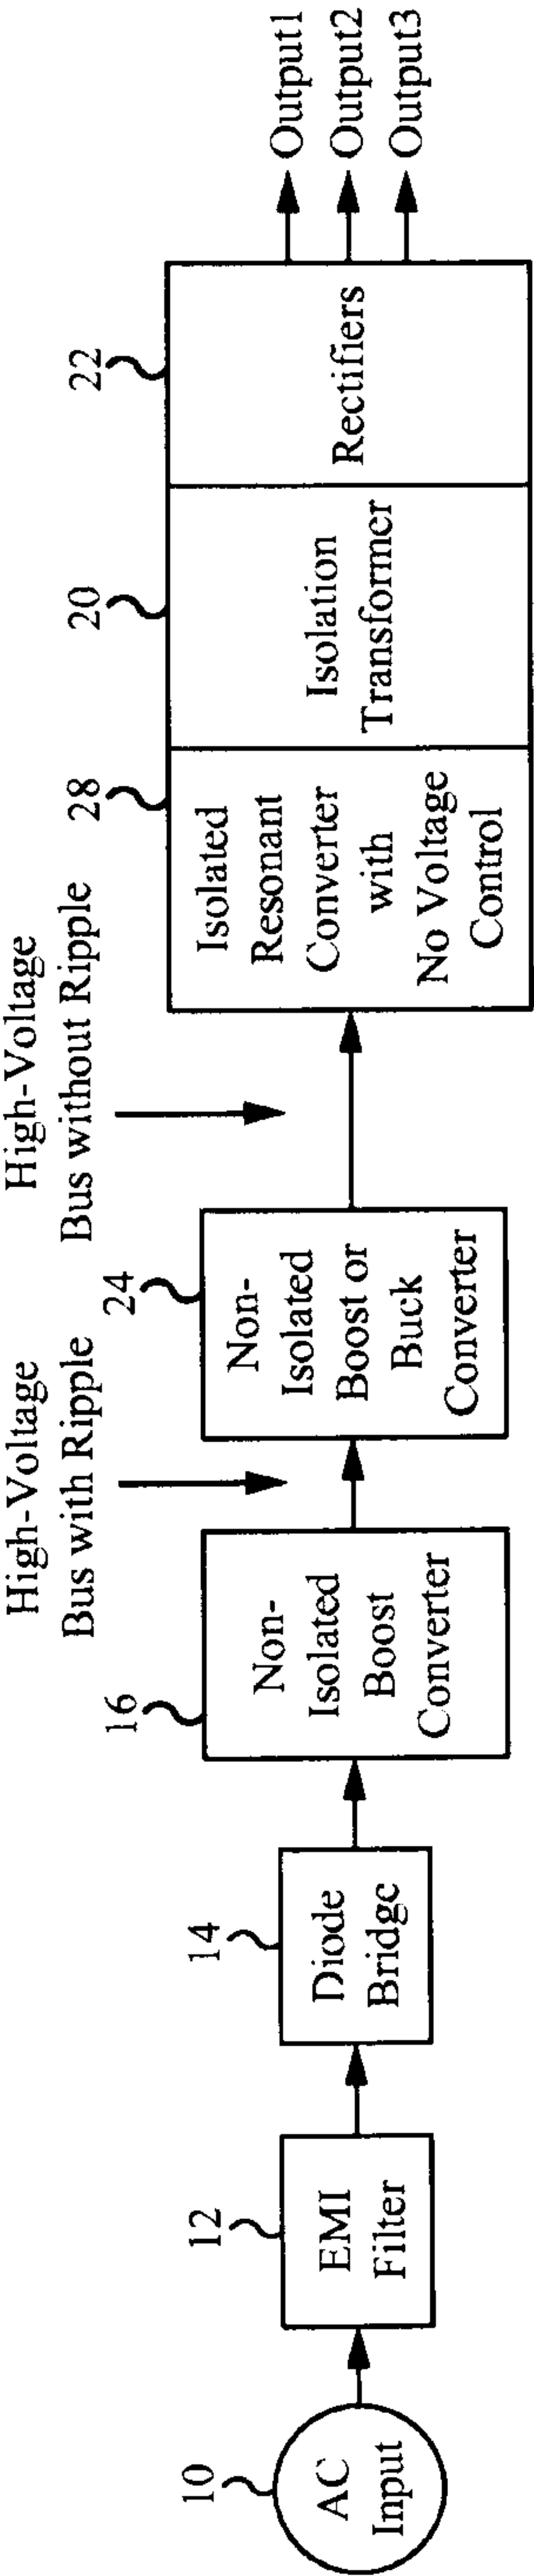 10
AC
Input
12
EMI
Filter
14
Diode
Bridge
16
Non-
Isolated
Boost
Converter
High-Voltage
Bus with Ripple
24
Non-
Isolated
Boost or
Buck
Converter
High-Voltage
Bus without Ripple
28
Isolated
Resonant
Converter
with
No Voltage
Control
20
Isolation
Transformer
22
Rectifiers
Output1
Output2
Output3